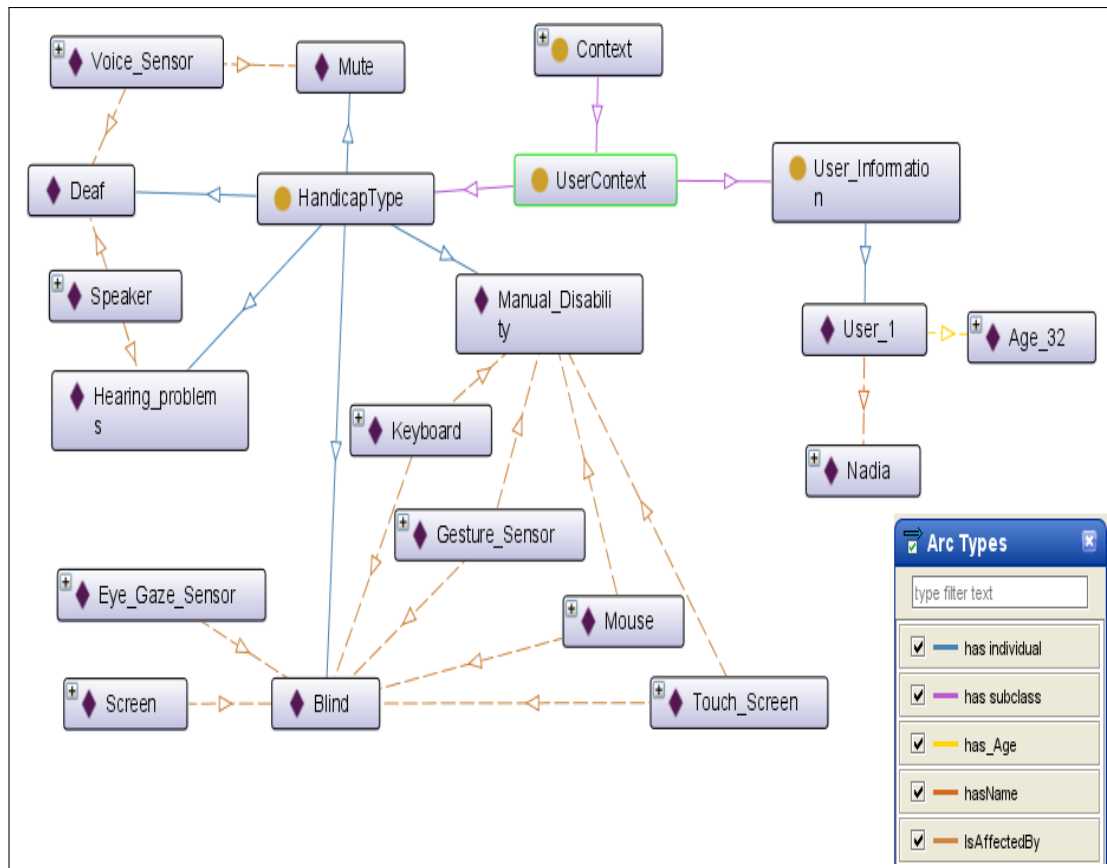 Voice_Sensor
Mute
Context
Deaf
HandicapType
UserContext
User_Informatio
n
Speaker
Manual_Disabili
ty
User_1
Age_32
Hearing_problem
s
Keyboard
Nadia
Gesture_Sensor
Eye_Gaze_Sensor
Mouse
Screen
Blind
Touch_Screen
Arc Types
type filter text
has individual
has subclass
has_Age
hasName
IsAffectedBy